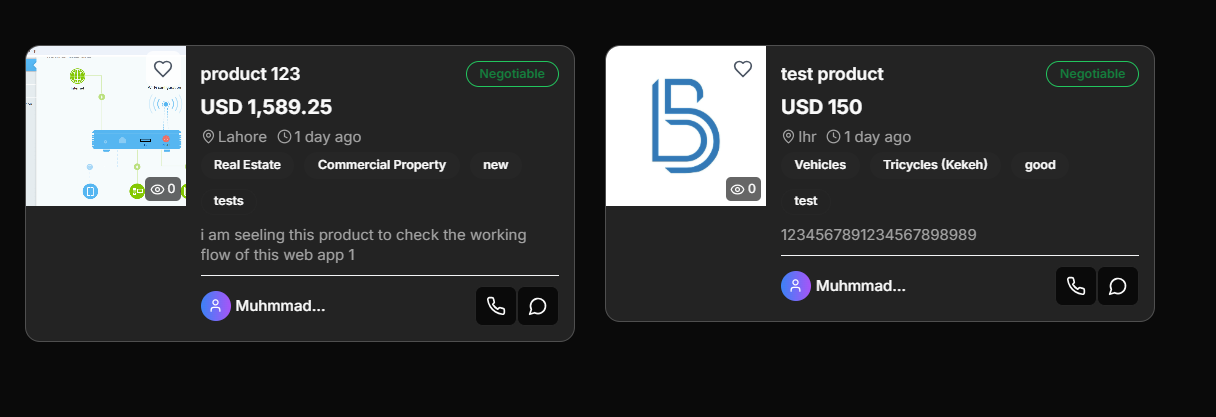 product 123
Negotiable
USD 1,589.25
Lahore 1 day ago
Real Estate Commercial Property new
tests
0
i am seeling this product to check the working
flow of this web app 1
Muhmmad...
test product
Negotiable
USD 150
lhr 1 day ago
Vehicles Tricycles (Kekeh) good
test
0
1234567891234567898989
Muhmmad...